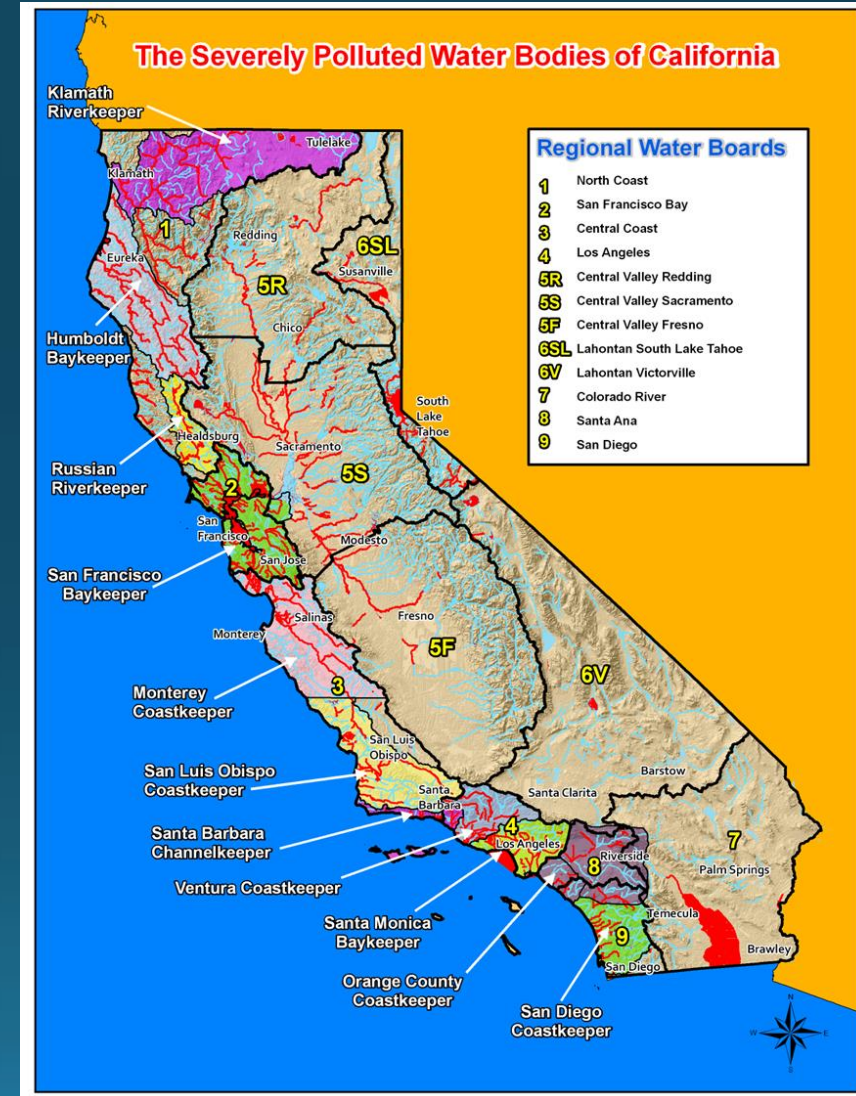 The Severely Polluted Water Bodies of California
Klamath
Riverkeeper
Tulelake
Klamath
Regional Water Boards
1 North Coast
2 San Francisco Bay
3 Central Coast
4 Los Angeles
5R Central Valley Redding
5S Central Valley Sacramento
5F Central Valley Fresno
6SL Lahontan South Lake Tahoe
6V Lahontan Victorville
7 Colorado River
8 Santa Ana
9 San Diego
1
Redding
6SL
Eureka
Susanville
5R
Chico
Humboldt
Baykeeper
South
Lake
Tahoe
Healdsburg
Sacramento
Russian
Riverkeeper
5S
2
San
Francisco
Modesto
San Jose
San Francisco
Baykeeper
Salinas
Fresno
Monterey
5F
6V
Monterey
Coastkeeper
3
San Luis
Obispo
San Luis Obispo
Coastkeeper
Barstow
Santa
Barbara
Santa Clarita
4
Los Angeles
Santa Barbara
Channelkeeper
7
8
Riverside
Palm Springs
Ventura Coastkeeper
Santa Monica
Baykeeper
Temecula
9
Brawley
San Diego
Orange County
Coastkeeper
San Diego
Coastkeeper
N
W
E
S